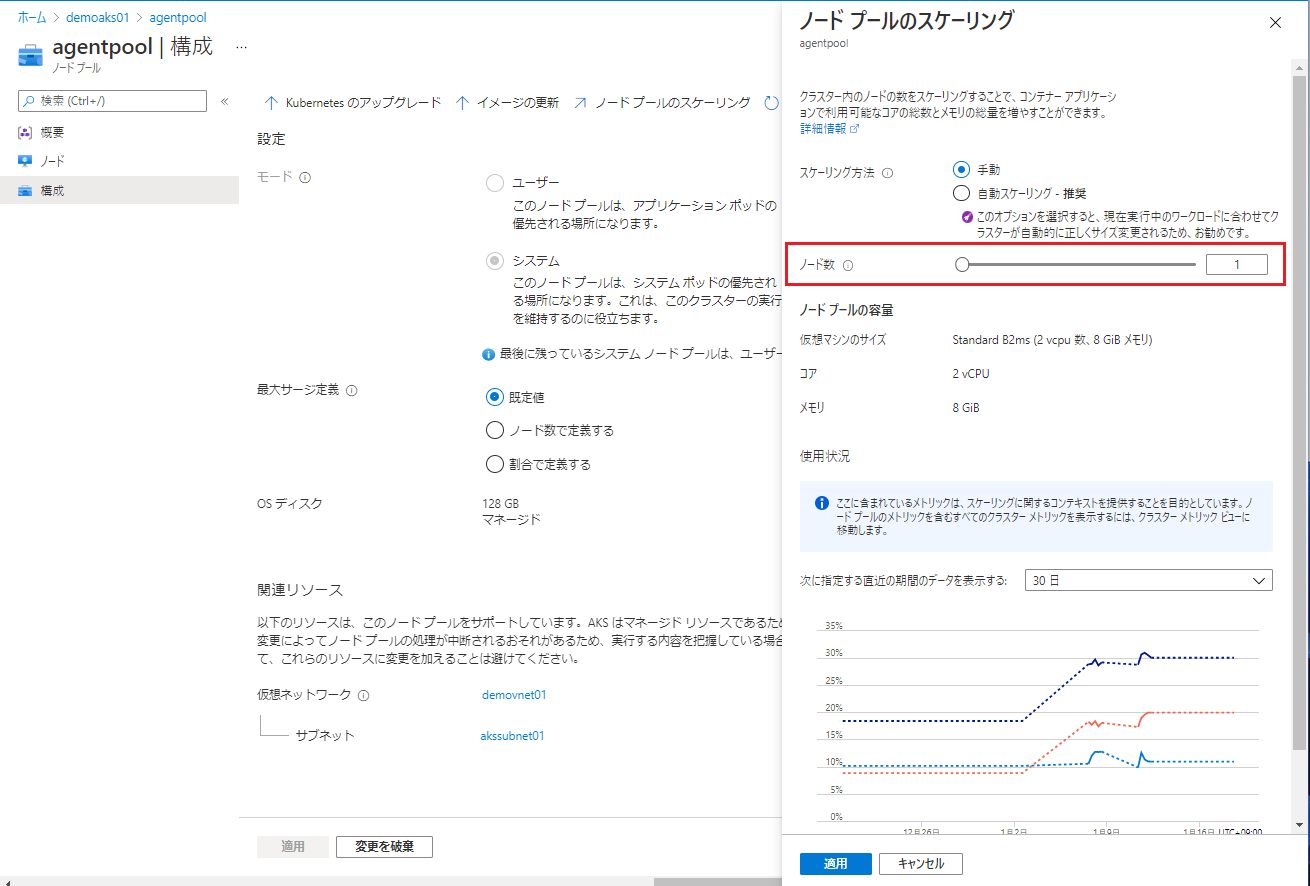 ホーム > demoaks01 > agentpool
agentpool | 構成 …
ノード プール
検索 (Ctrl+/)
«
概要
ノード
構成
Kubernetes のアップグレード イメージの更新 ノード プールのスケーリング
設定
モード
ユーザー
このノード プールは、アプリケーション ポッドの
優先される場所になります。
システム
このノード プールは、システム ポッドの優先され
る場所になります。これは、このクラスターの実行
を維持するのに役立ちます。
最後に残っているシステム ノード プールは、ユーザー
最大サージ定義
既定値
ノード数で定義する
割合で定義する
OS ディスク
128 GB
マネージド
関連リソース
以下のリソースは、このノード プールをサポートしています。AKS はマネージド リソースであるため
変更によってノード プールの処理が中断されるおそれがあるため、実行する内容を把握している場合
て、これらのリソースに変更を加えることは避けてください。
仮想ネットワーク
demovnet01
サブネット
akssubnet01
適用
変更を破棄
ノード プールのスケーリング
agentpool
クラスター内のノードの数をスケーリングすることで、コンテナー アプリケーシ
ョンで利用可能なコアの総数とメモリの総量を増やすことができます。
詳細情報
スケーリング方法
手動
自動スケーリング - 推奨
このオプションを選択すると、現在実行中のワークロードに合わせてク
ラスターが自動的に正しくサイズ変更されるため、お勧めです。
ノード数
1
ノード プールの容量
仮想マシンのサイズ
Standard B2ms (2 vcpu 数、8 GiB メモリ)
コア
2 vCPU
メモリ
8 GiB
使用状況
ここに含まれているメトリックは、スケーリングに関するコンテキストを提供することを目的としています。ノ
ード プールのメトリックを含むすべてのクラスター メトリックを表示するには、クラスター メトリック ビューに
移動します。
次に指定する直近の期間のデータを表示する:
30 日
35%
30%
25%
20%
15%
10%
5%
0%
12月26日 1月2日 1月9日 1月16日 UTC+09:00
適用
キャンセル